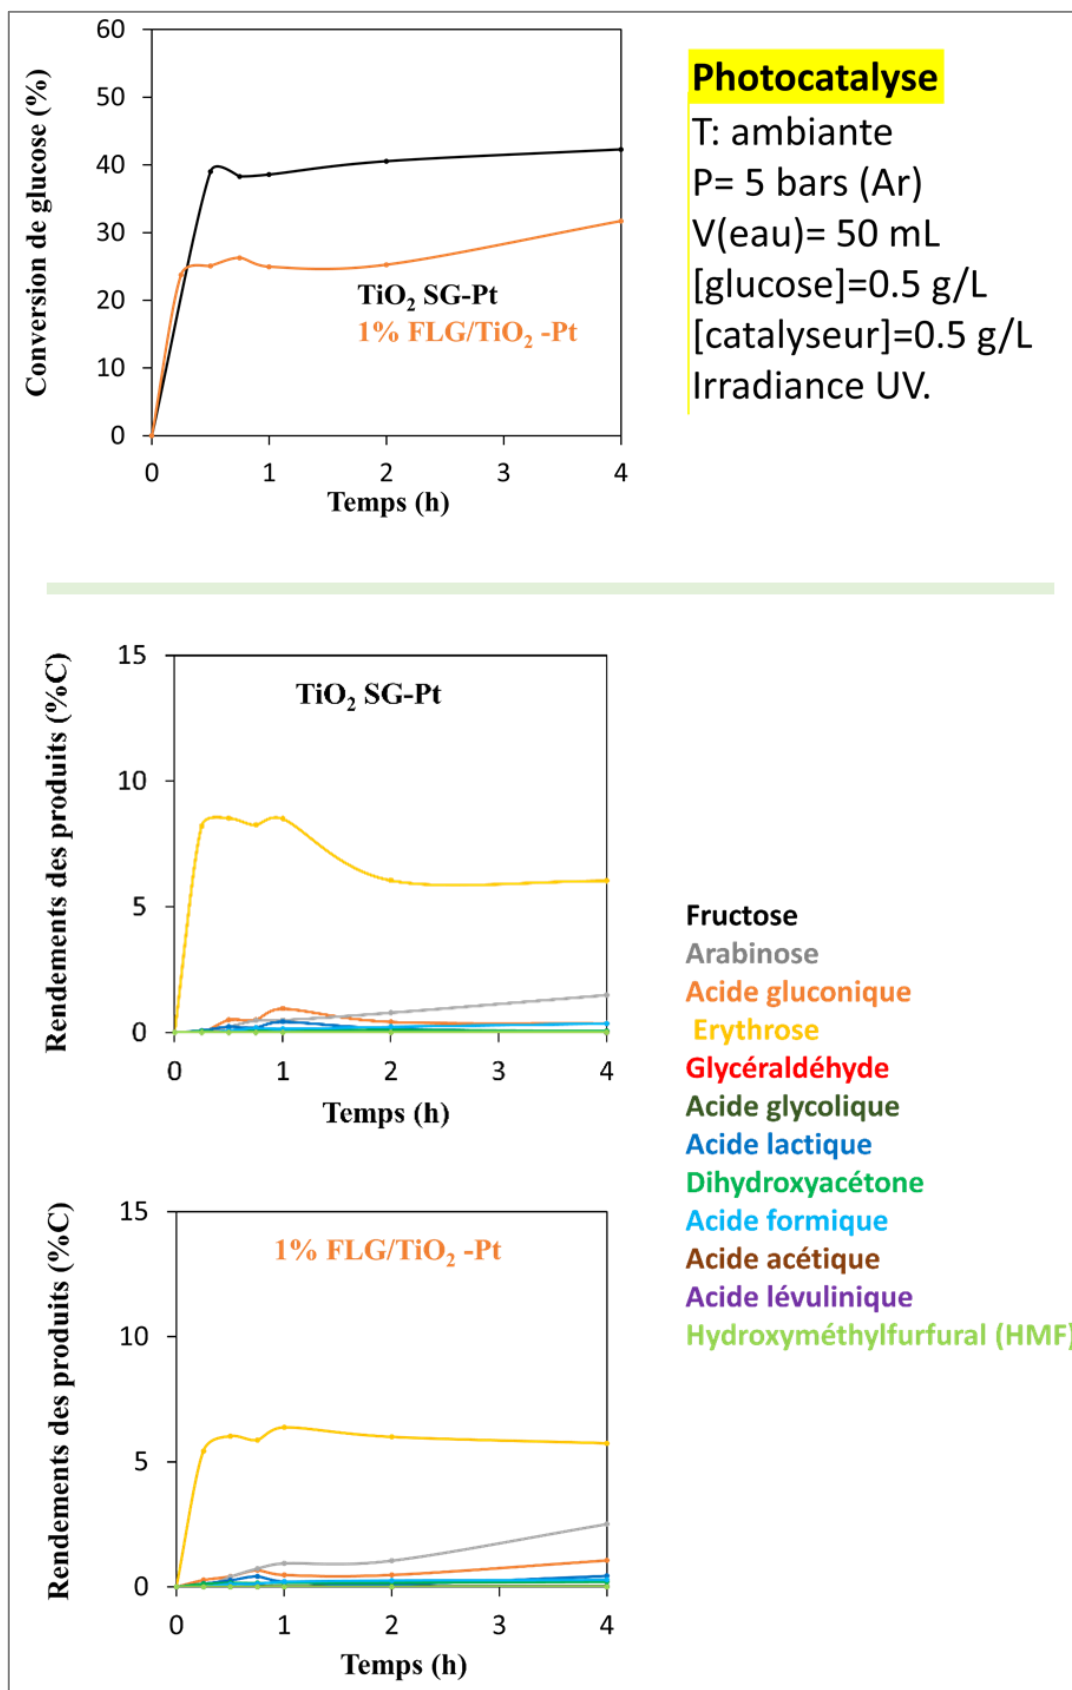 Conversion de glucose (%)
60
50
40
30
20
10
0
0 1 2 3 4
Temps (h)
TiO₂ SG-Pt
1% FLG/TiO₂ -Pt
Photocatalyse
T: ambiante
P= 5 bars (Ar)
V(eau)= 50 mL
[glucose]=0.5 g/L
[catalyseur]=0.5 g/L
Irradiance UV.
Rendements des produits (%C)
15
10
5
0
0 1 2 3 4
Temps (h)
TiO₂ SG-Pt
Rendements des produits (%C)
15
10
5
0
0 1 2 3 4
Temps (h)
1% FLG/TiO₂ -Pt
Fructose
Arabinose
Acide gluconique
Erythrose
Glycéraldéhyde
Acide glycolique
Acide lactique
Dihydroxyacétone
Acide formique
Acide acétique
Acide lévulinique
Hydroxyméthylfurfural (HMF)